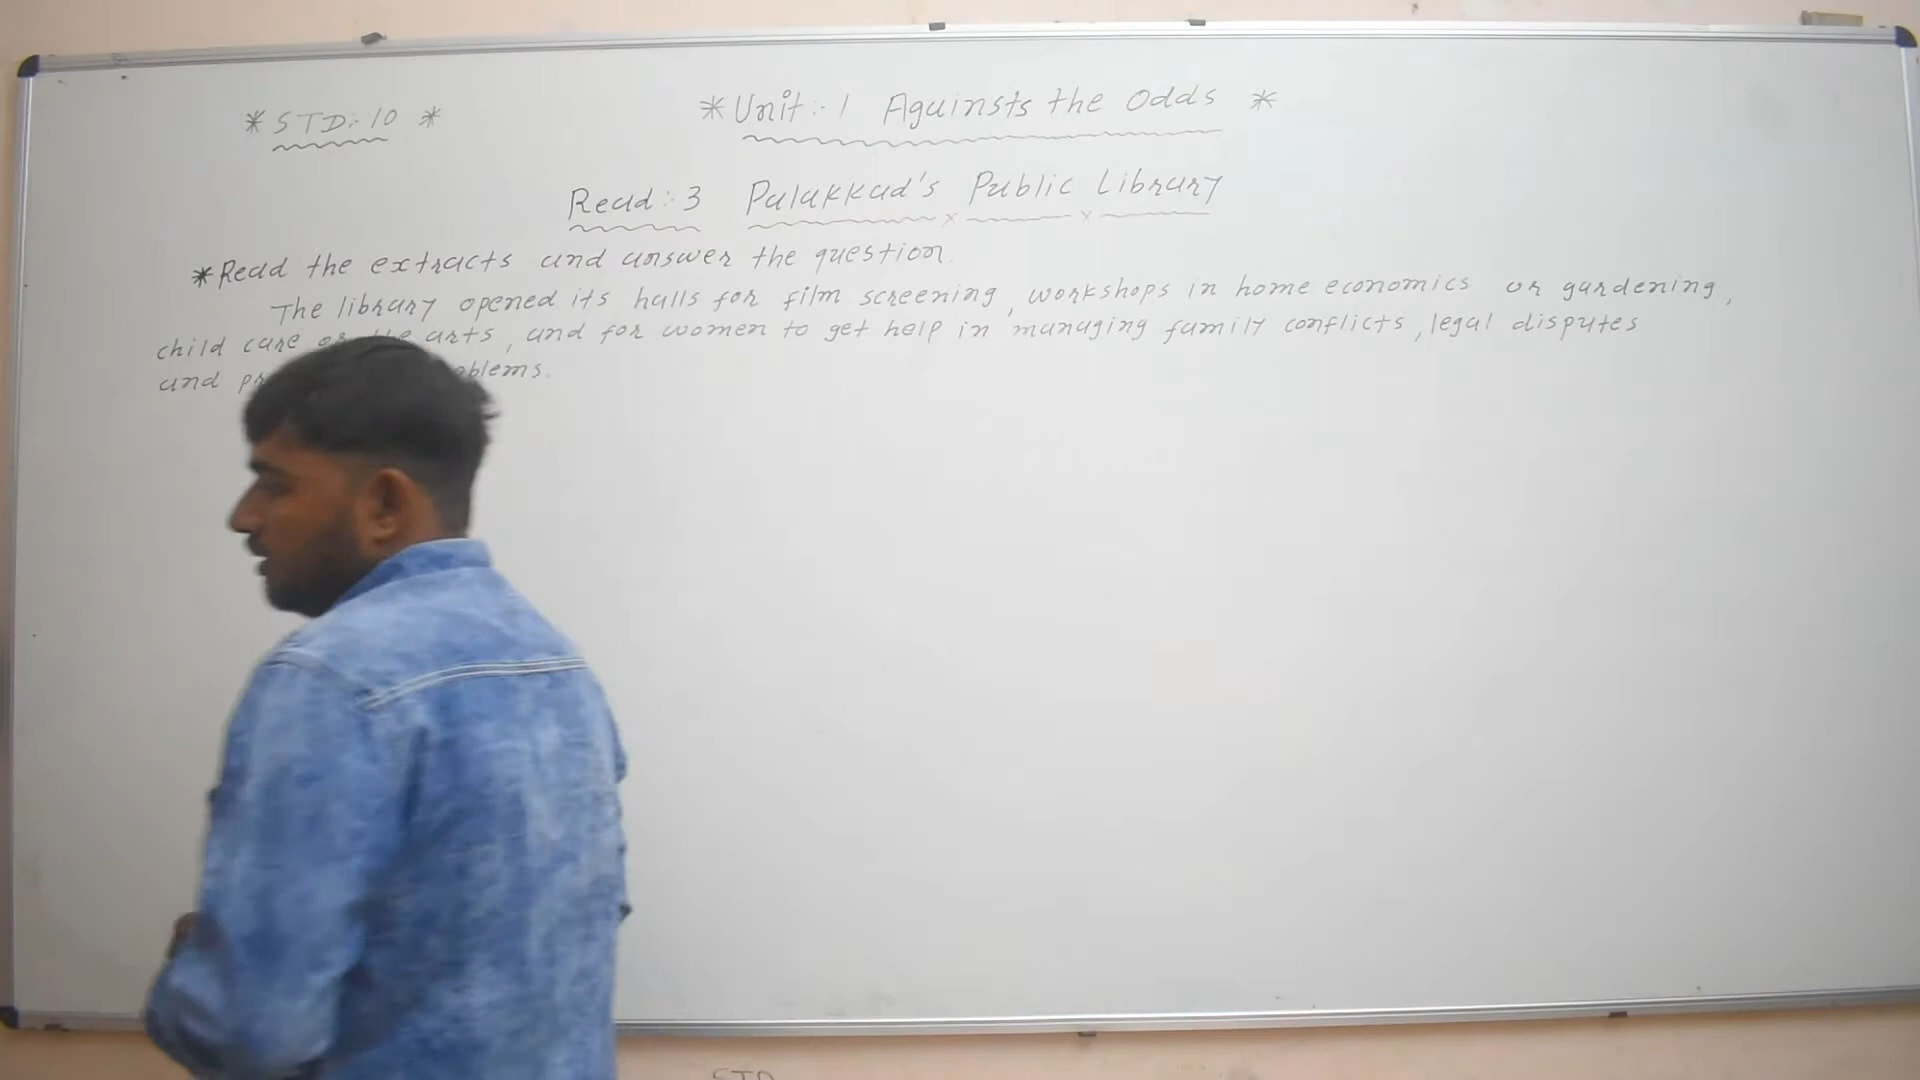 * STD:- 10 *
* Unit:- 1 Againsts the Odds *
Read:- 3 Palakkad's Public Library
* Read the extracts and answer the question.
The library opened its halls for film screening, workshops in home economics or gardening,
child care or the arts, and for women to get help in managing family conflicts, legal disputes
and
STD